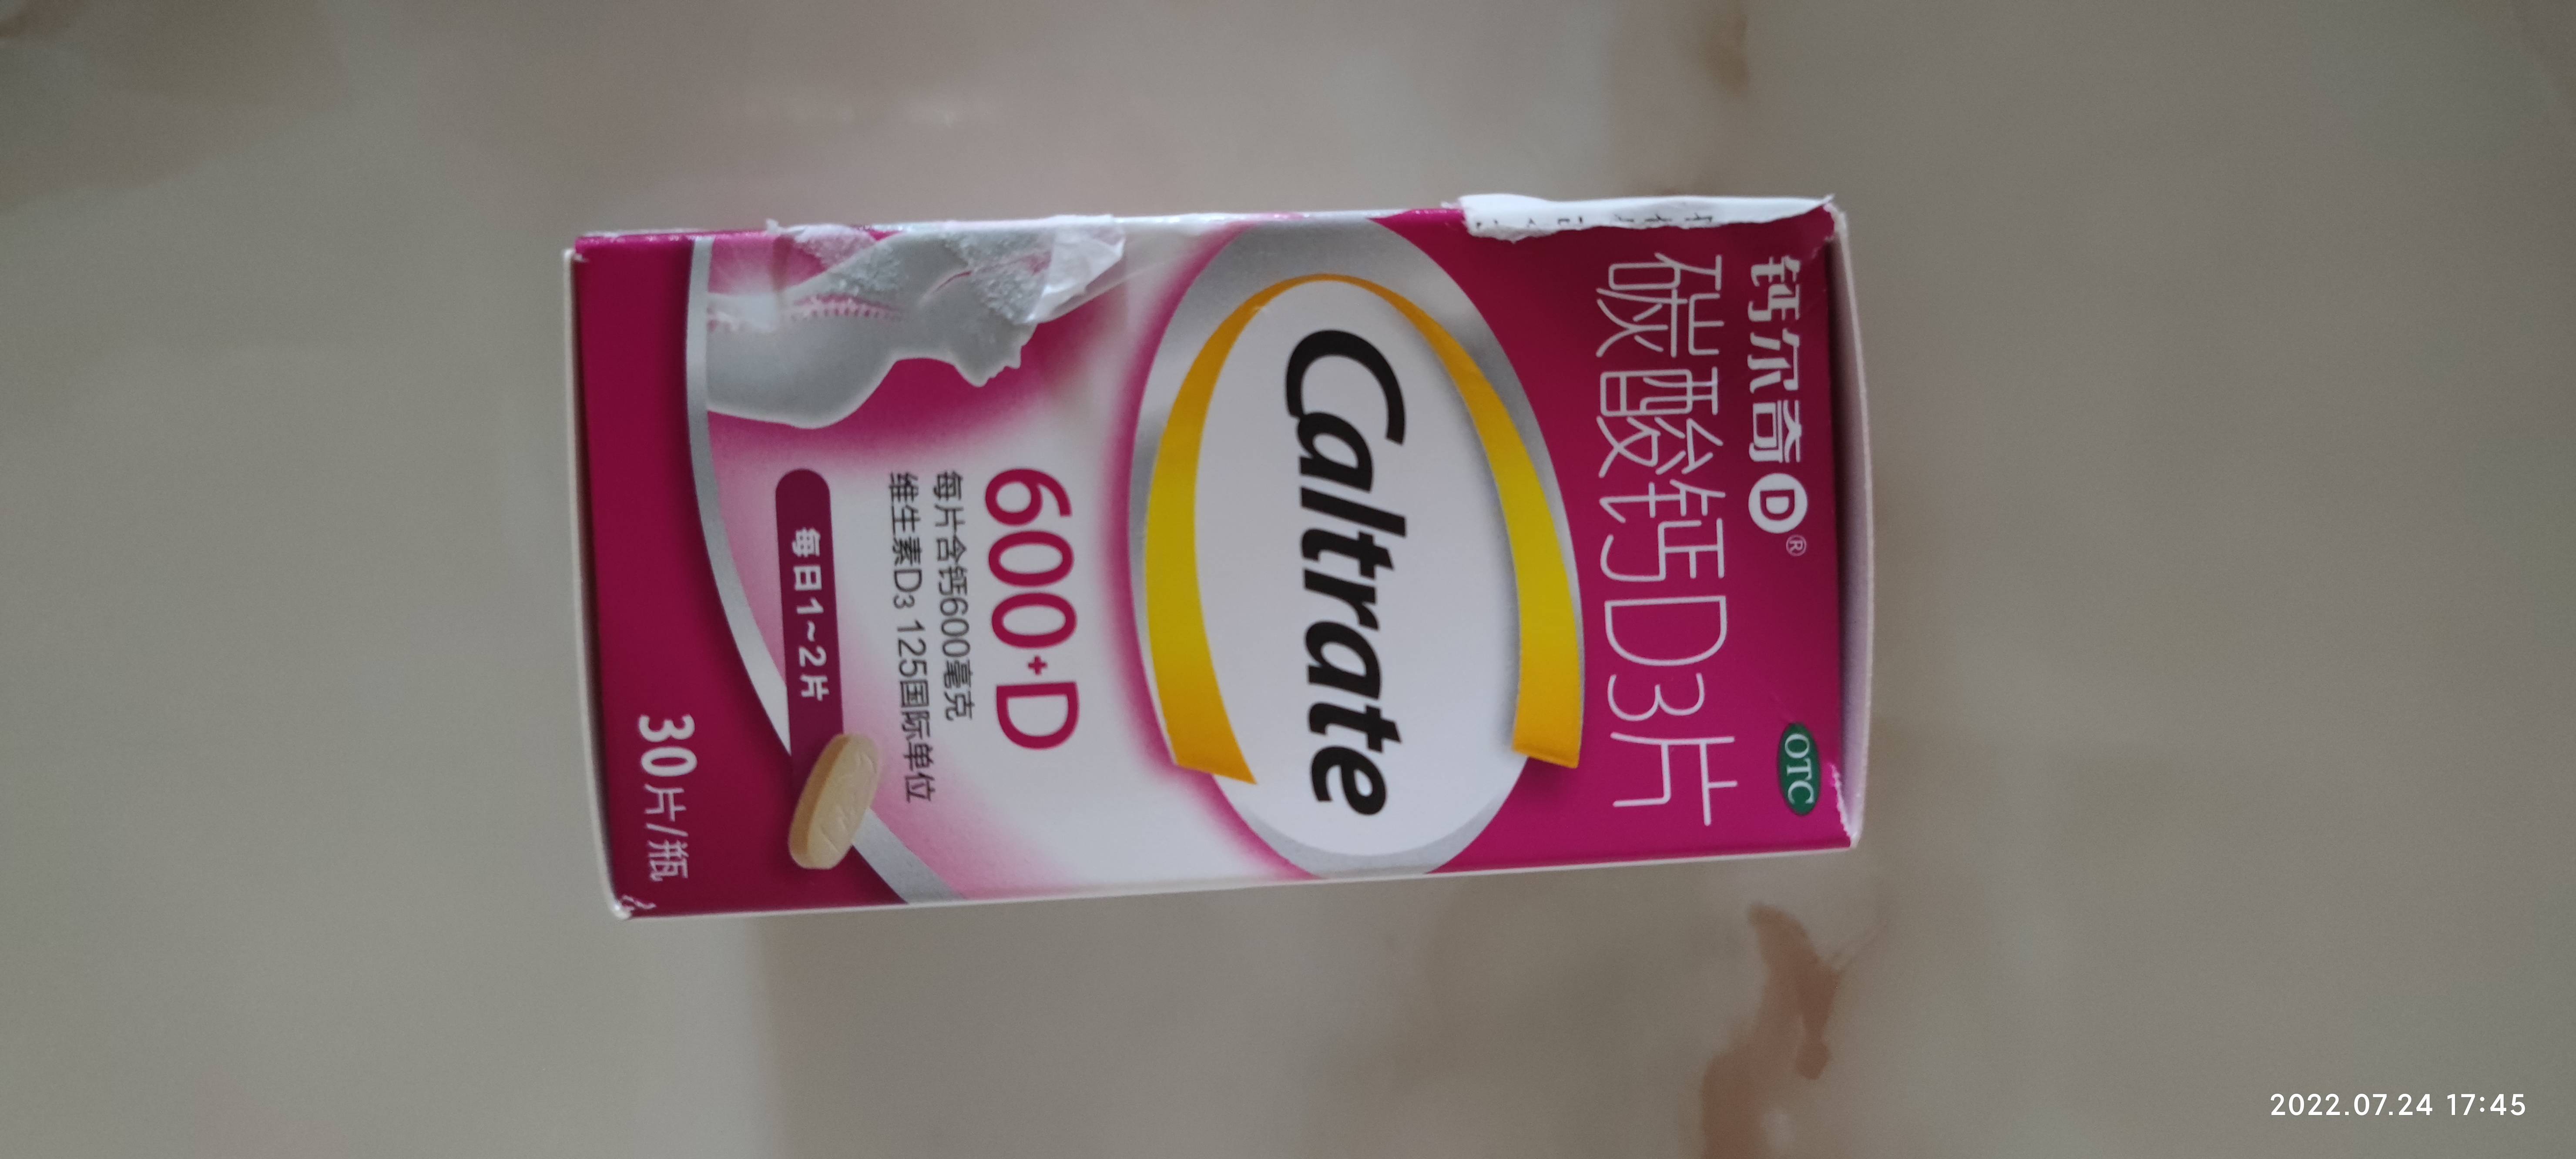 钙尔奇D®
OTC
碳酸钙D3片
Caltrate
600+D
每片含钙600毫克
维生素D3 125国际单位
每日1~2片
30片/瓶
2022.07.24 17:45